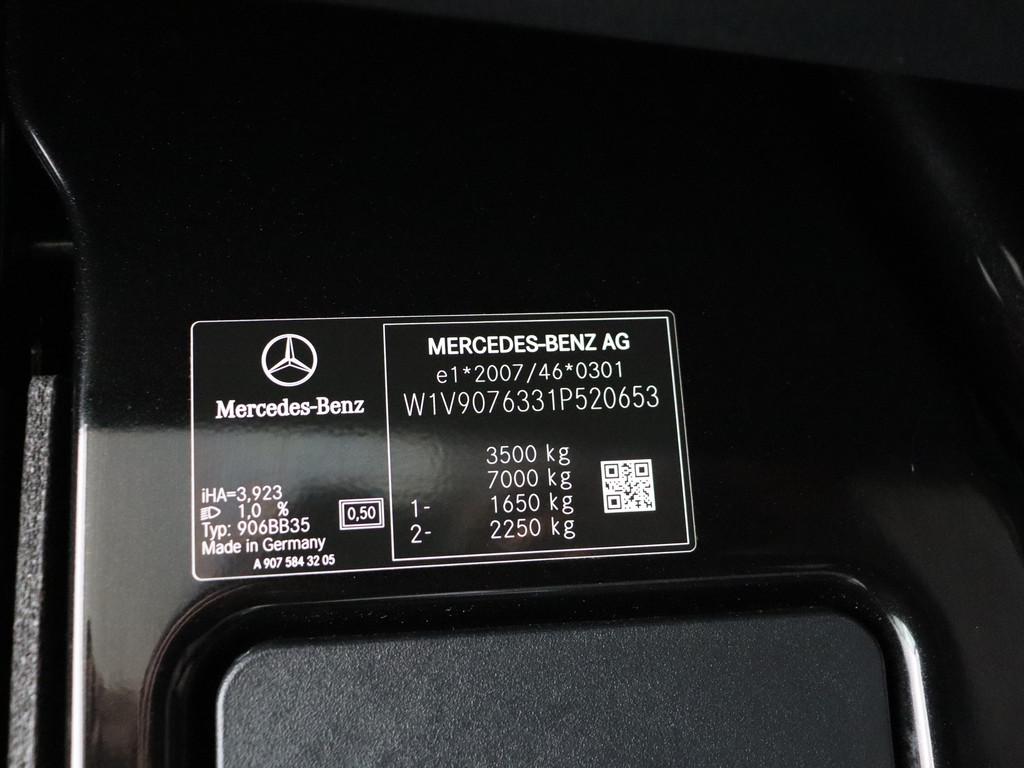 Mercedes-Benz
iHA=3,923
1,0 %
Typ: 906BB35
Made in Germany
A 907 584 32 05
0,50
MERCEDES-BENZ AG
e1*2007/46*0301
W1V9076331P520653
3500 kg
7000 kg
1- 1650 kg
2- 2250 kg